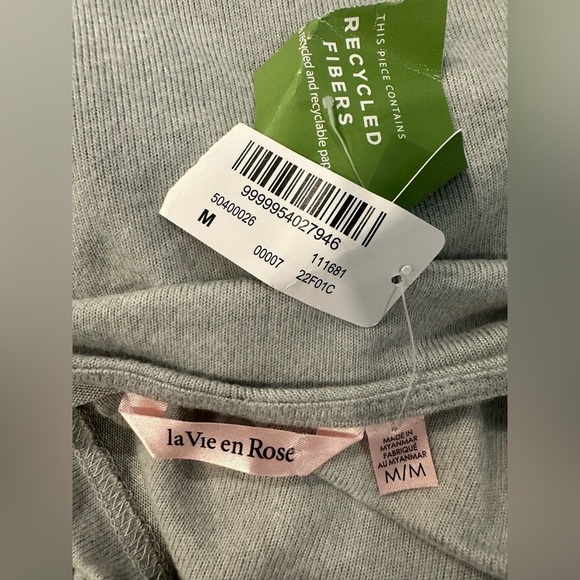 THIS PIECE CONTAINS
RECYCLED
FIBERS
recycled and recyclable pap
9999954027946
50400026
111681
M
00007
22F01C
la Vie en Rose
MADE IN
MYANMAR
FABRIQUÉ
AU MYANMAR
M/M